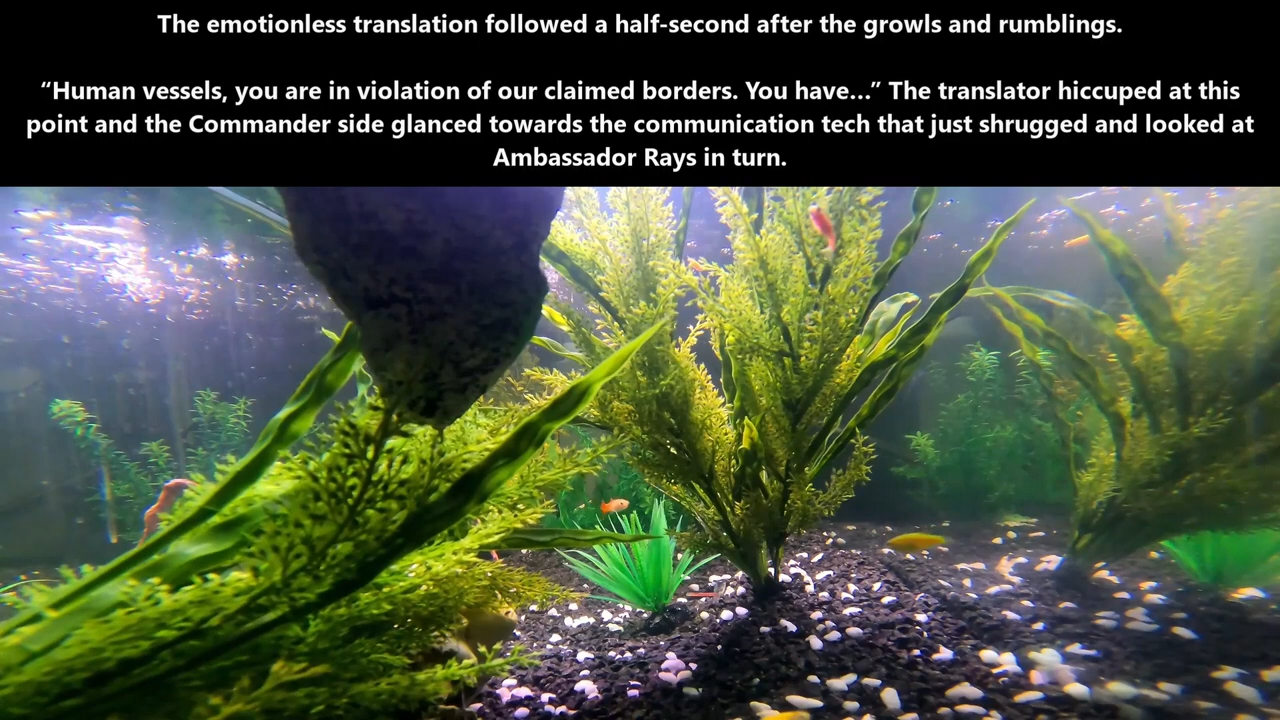 The emotionless translation followed a half-second after the growls and rumblings.
“Human vessels, you are in violation of our claimed borders. You have…” The translator hiccuped at this
point and the Commander side glanced towards the communication tech that just shrugged and looked at
Ambassador Rays in turn.